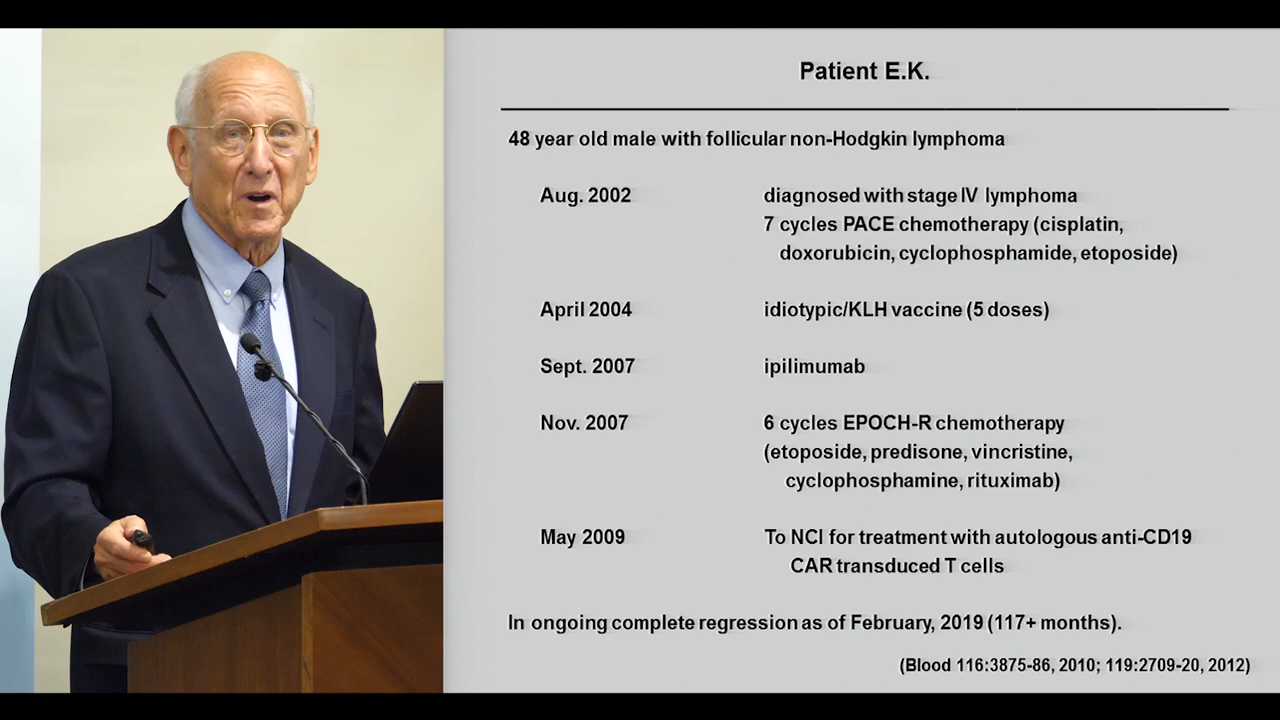 Patient E.K.
48 year old male with follicular non-Hodgkin lymphoma
Aug. 2002 diagnosed with stage IV lymphoma
7 cycles PACE chemotherapy (cisplatin,
doxorubicin, cyclophosphamide, etoposide)
April 2004 idiotypic/KLH vaccine (5 doses)
Sept. 2007 ipilimumab
Nov. 2007 6 cycles EPOCH-R chemotherapy
(etoposide, predisone, vincristine,
cyclophosphamine, rituximab)
May 2009 To NCI for treatment with autologous anti-CD19
CAR transduced T cells
In ongoing complete regression as of February, 2019 (117+ months).
(Blood 116:3875-86, 2010; 119:2709-20, 2012)